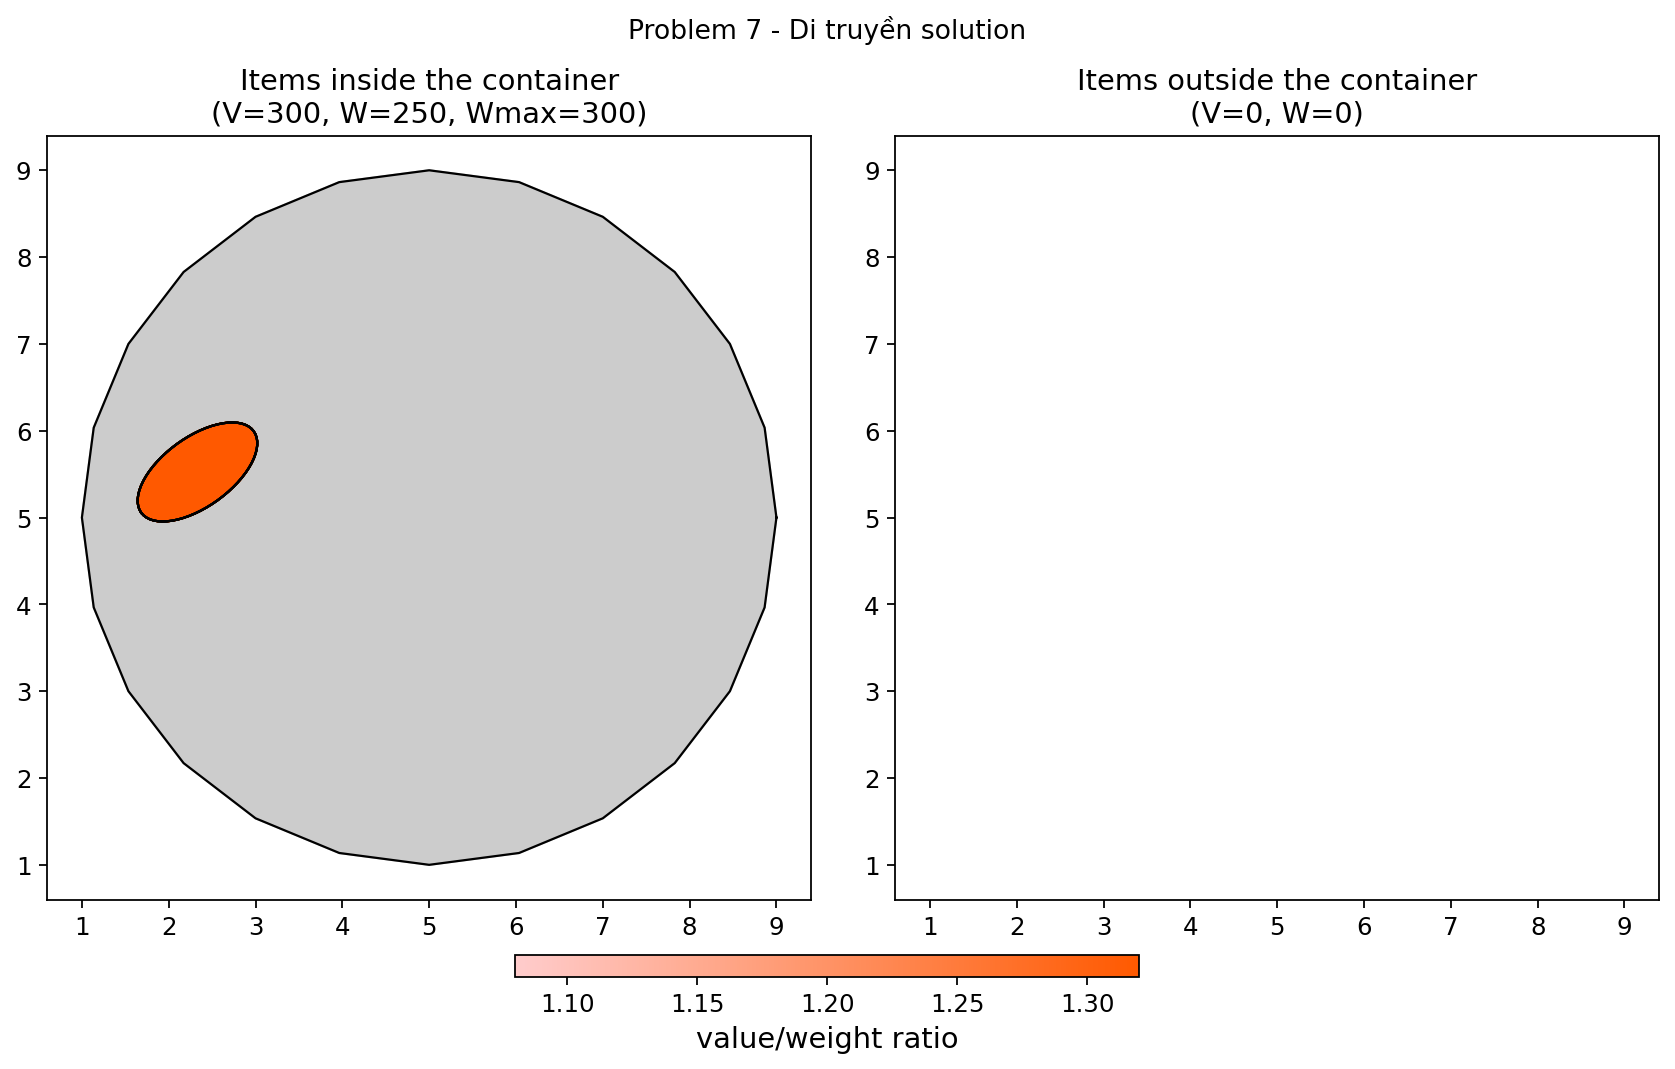 Problem 7 - Di truyền solution
Items inside the container
(V=300, W=250, Wmax=300)
9
8
7
6
5
4
3
2
1
1 2 3 4 5 6 7 8 9
Items outside the container
(V=0, W=0)
9
8
7
6
5
4
3
2
1
1 2 3 4 5 6 7 8 9
1.10 1.15 1.20 1.25 1.30
value/weight ratio